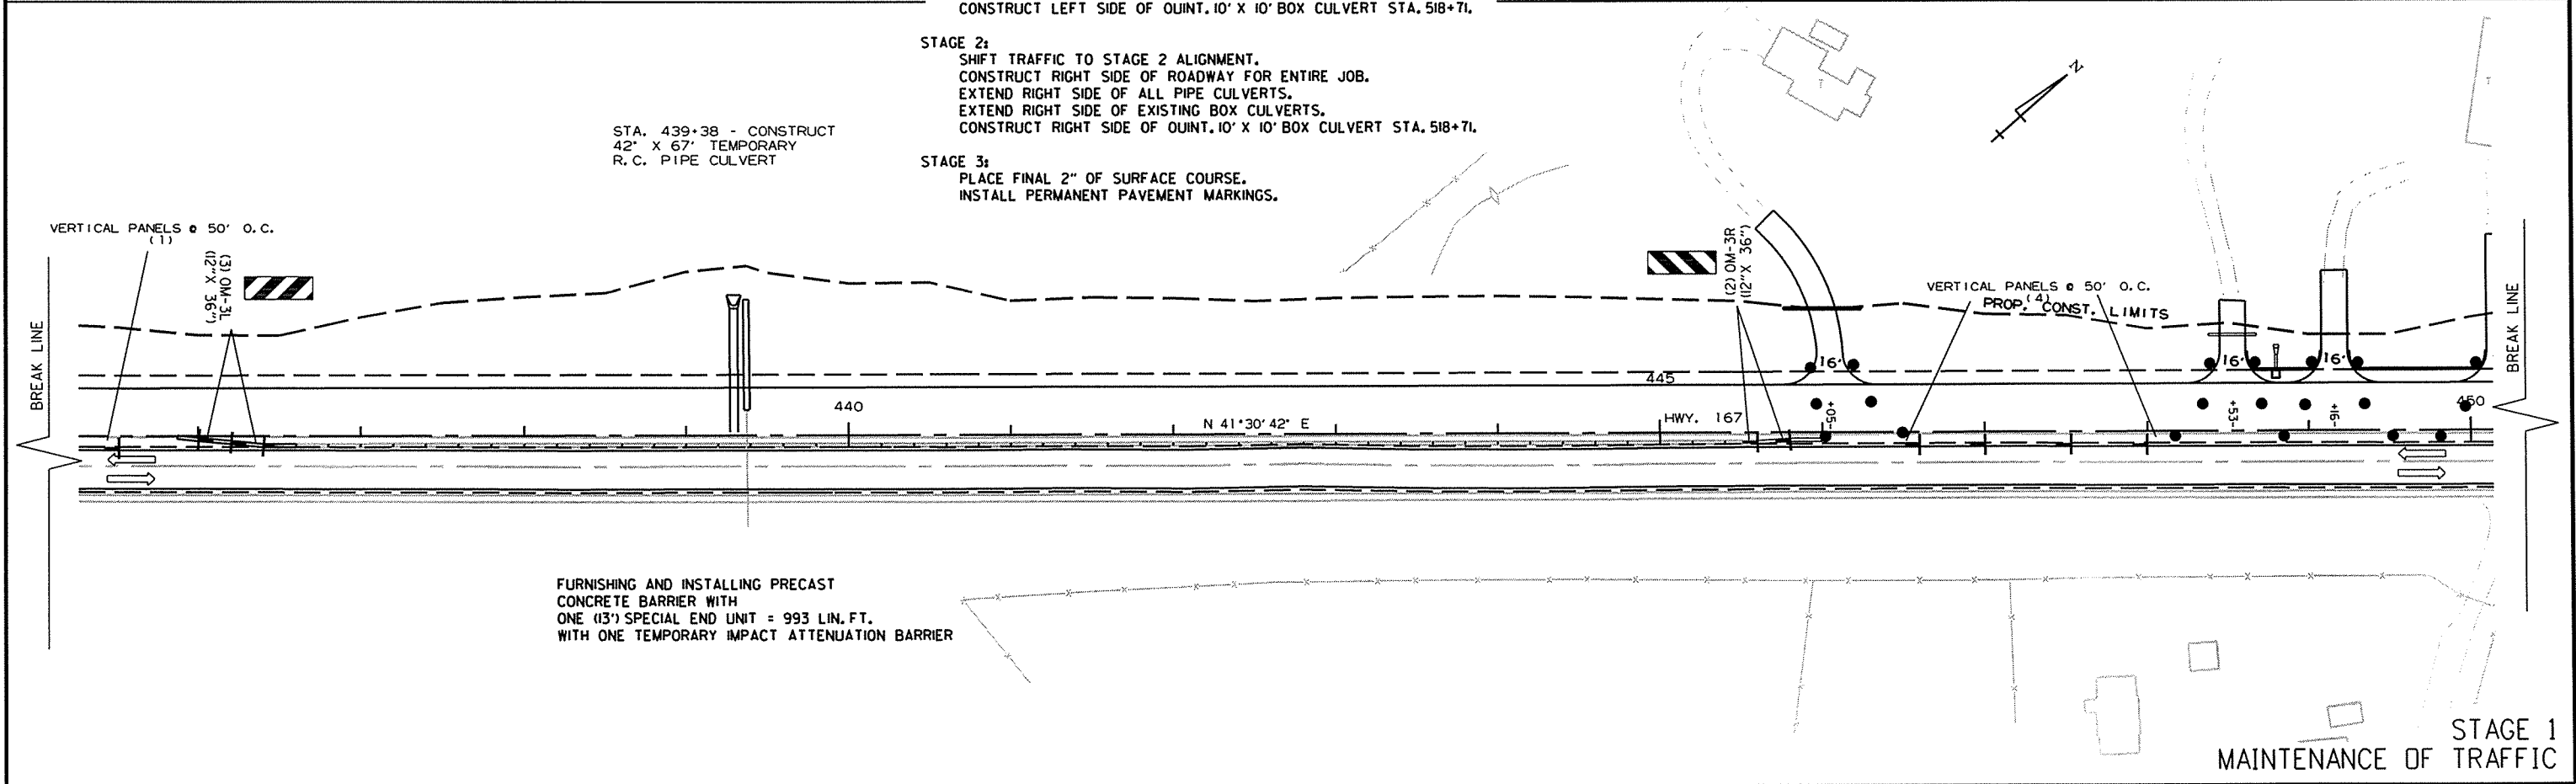 CONSTRUCT LEFT SIDE OF QUINT. 10' X 10' BOX CULVERT STA. 518+71.
STAGE 2:
SHIFT TRAFFIC TO STAGE 2 ALIGNMENT.
CONSTRUCT RIGHT SIDE OF ROADWAY FOR ENTIRE JOB.
EXTEND RIGHT SIDE OF ALL PIPE CULVERTS.
EXTEND RIGHT SIDE OF EXISTING BOX CULVERTS.
CONSTRUCT RIGHT SIDE OF QUINT. 10' X 10' BOX CULVERT STA. 518+71.
STAGE 3:
PLACE FINAL 2" OF SURFACE COURSE.
INSTALL PERMANENT PAVEMENT MARKINGS.
STA. 439+38 - CONSTRUCT
42" X 67' TEMPORARY
R.C. PIPE CULVERT
N
T
T
VERTICAL PANELS @ 50' O.C.
(1)
(3) OM-3L
(12"X 36")
(2) OM-3R
(12"X 36")
VERTICAL PANELS @ 50' O.C.
(4)
PROP. CONST. LIMITS
BREAK LINE
BREAK LINE
16'
16'
16'
440
445
450
N 41°30'42" E
HWY. 167
+05
+53
+16
FURNISHING AND INSTALLING PRECAST
CONCRETE BARRIER WITH
ONE (13') SPECIAL END UNIT = 993 LIN. FT.
WITH ONE TEMPORARY IMPACT ATTENUATION BARRIER
STAGE 1
MAINTENANCE OF TRAFFIC